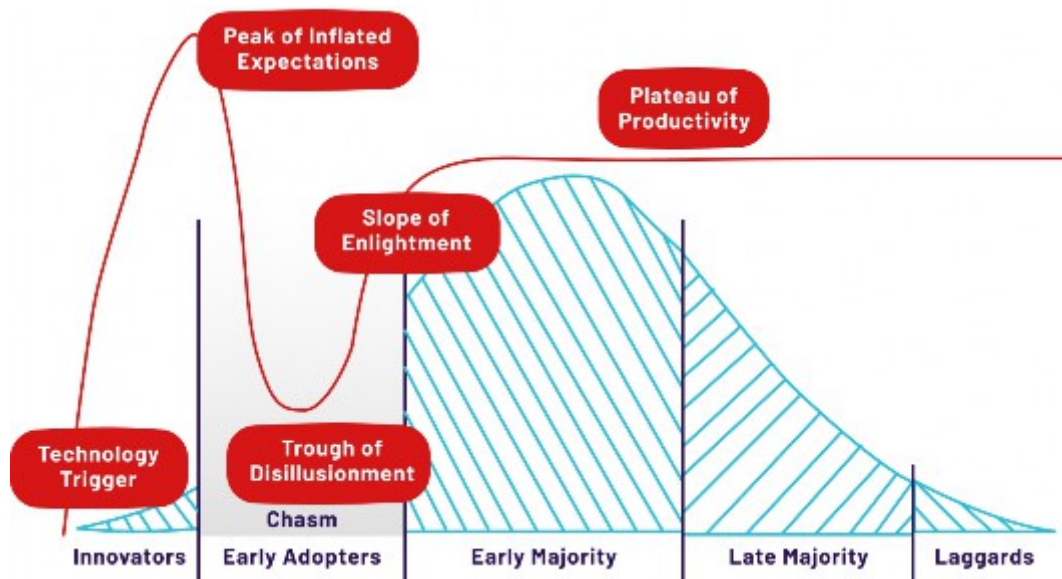 Peak of Inflated
Expectations
Plateau of
Productivity
Slope of
Enlightment
Technology
Trigger
Trough of
Disillusionment
Chasm
Innovators
Early Adopters
Early Majority
Late Majority
Laggards